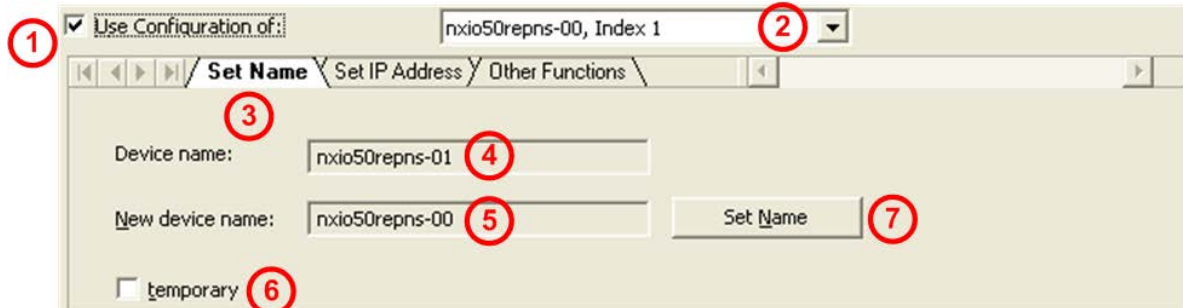 1 Use Configuration of: nxio50repns-00, Index 1 2
Set Name Set IP Address Other Functions
3
Device name: nxio50repns-01 4
New device name: nxio50repns-00 5 Set Name 7
temporary 6